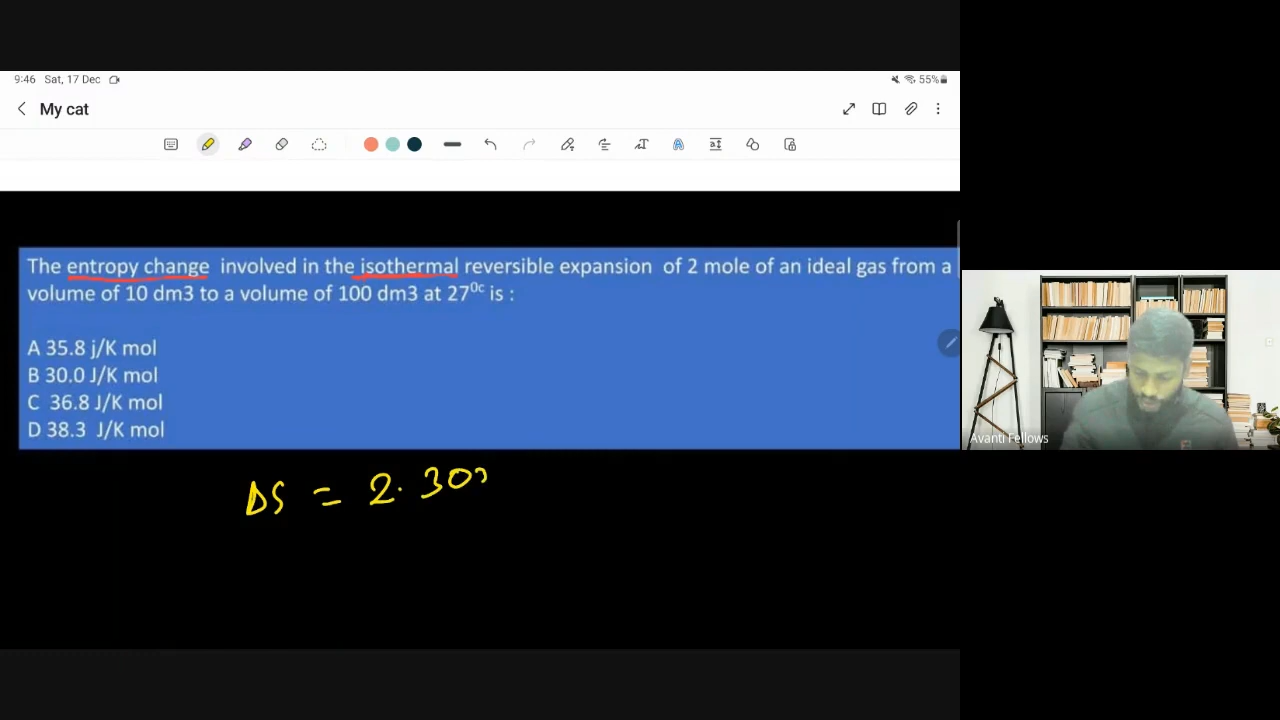 9:46 Sat, 17 Dec
55%
My cat
The entropy change involved in the isothermal reversible expansion of 2 mole of an ideal gas from a
volume of 10 dm3 to a volume of 100 dm3 at 27⁰ᶜ is :
A 35.8 j/K mol
B 30.0 J/K mol
C 36.8 J/K mol
D 38.3 J/K mol
ΔS = 2.303
Avanti Fellows